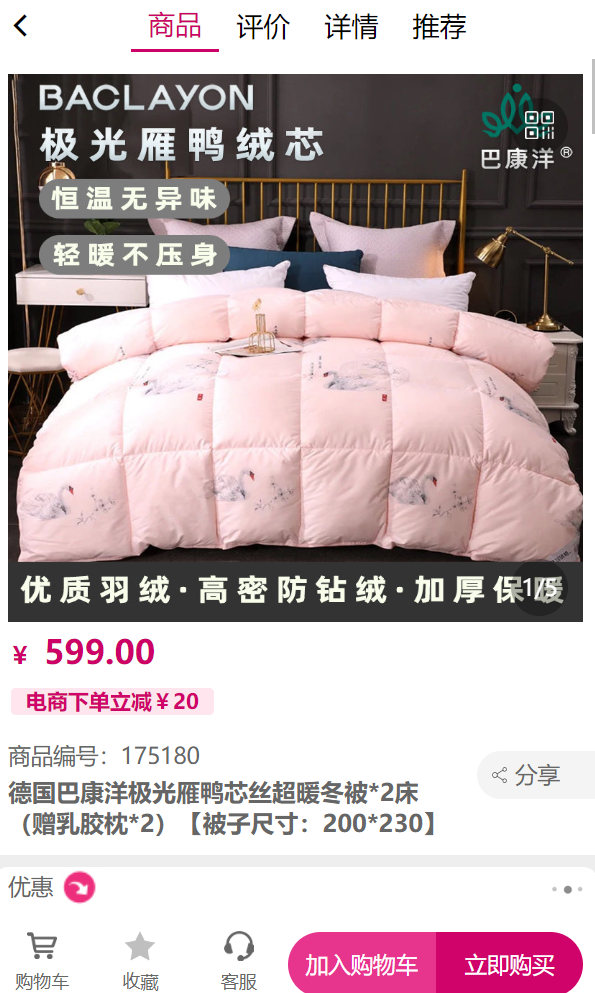 商品 评价 详情 推荐
BACLAYON
极光雁鸭绒芯
巴康洋®
恒温无异味
轻暖不压身
优质羽绒·高密防钻绒·加厚保暖
1/5
¥ 599.00
电商下单立减¥20
商品编号：175180
分享
德国巴康洋极光雁鸭芯丝超暖冬被*2床
（赠乳胶枕*2）【被子尺寸：200*230】
优惠
购物车 收藏 客服 加入购物车 立即购买